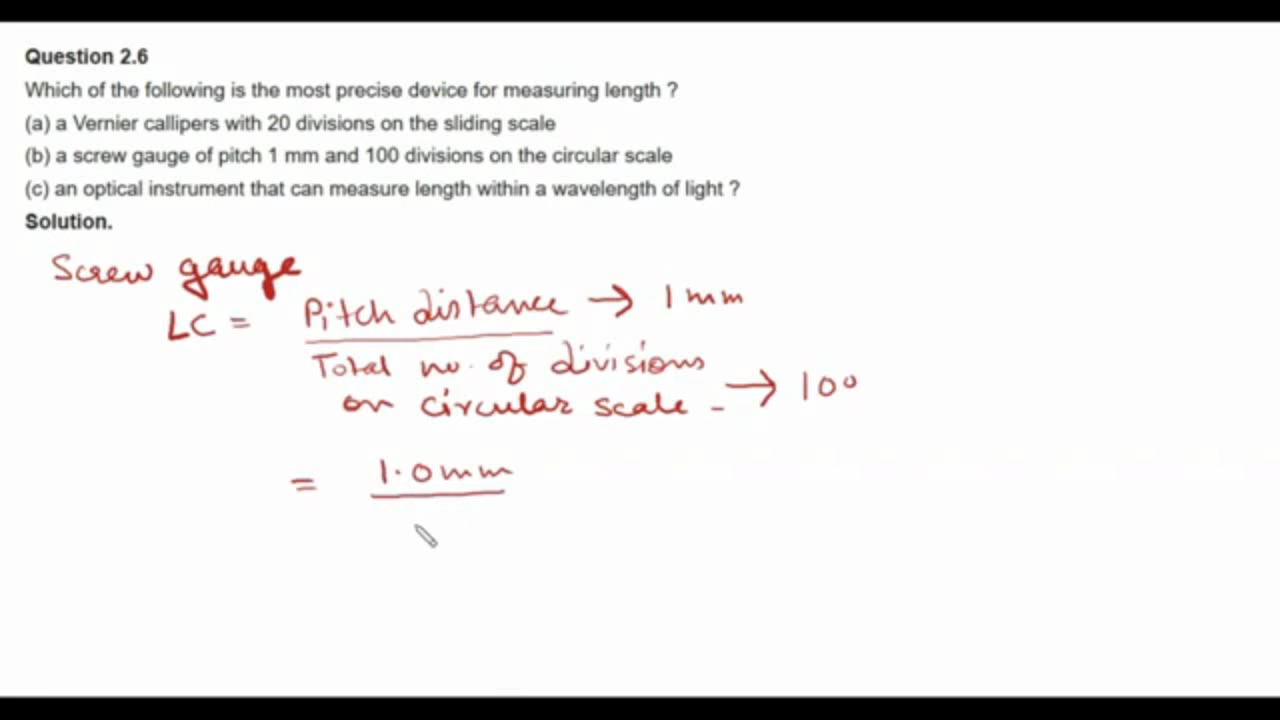 Question 2.6
Which of the following is the most precise device for measuring length ?
(a) a Vernier callipers with 20 divisions on the sliding scale
(b) a screw gauge of pitch 1 mm and 100 divisions on the circular scale
(c) an optical instrument that can measure length within a wavelength of light ?
Solution.
Screw gauge
LC = Pitch distance → 1 mm
Total no. of divisions
on circular scale → 100
= 1.0 mm